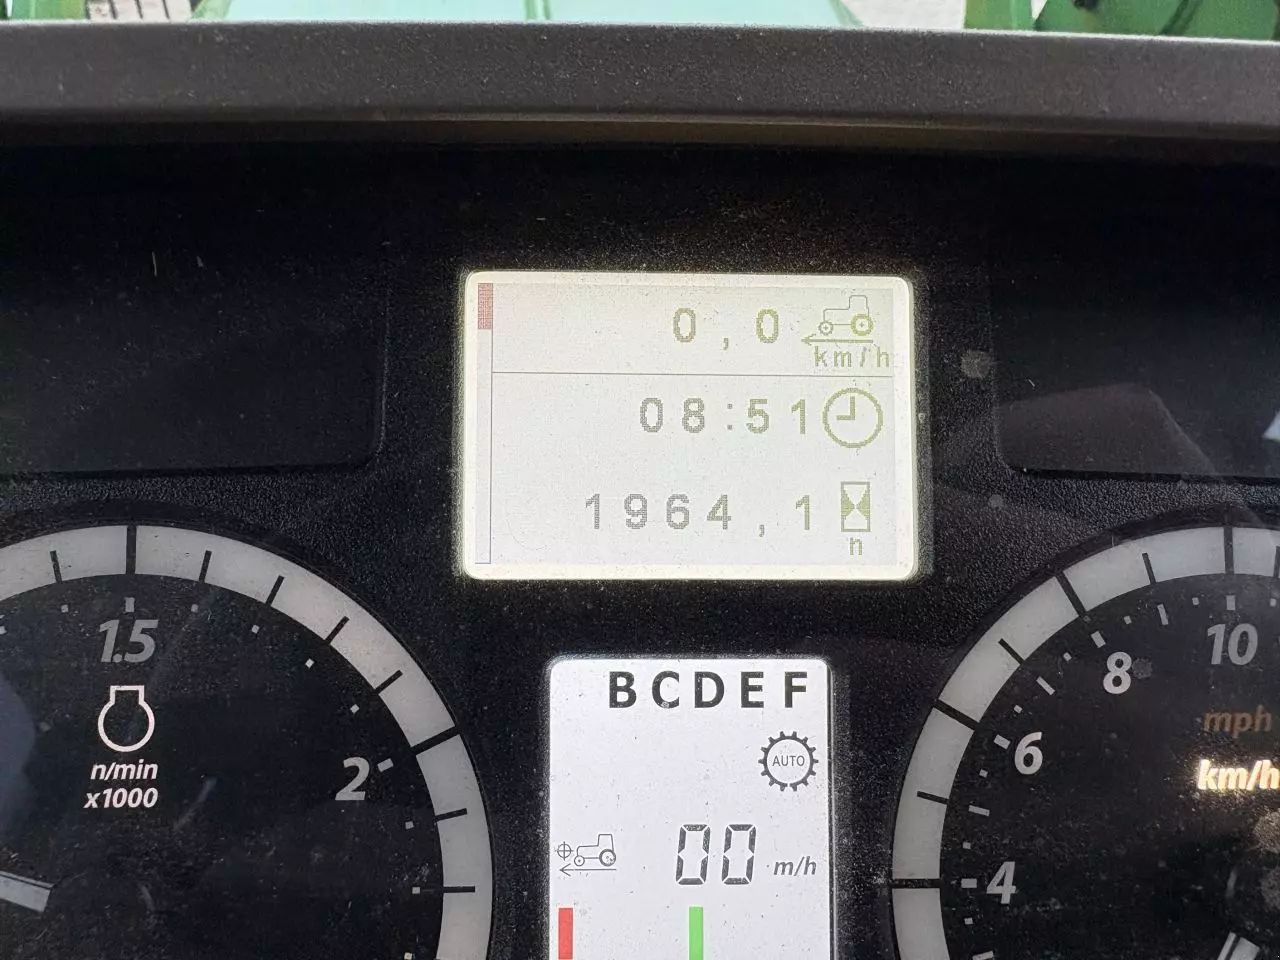 0,0
km/h
08:51
1964,1
h
1.5
n/min
x1000
2
BCDEF
AUTO
00 m/h
10
8
6
4
mph
km/h